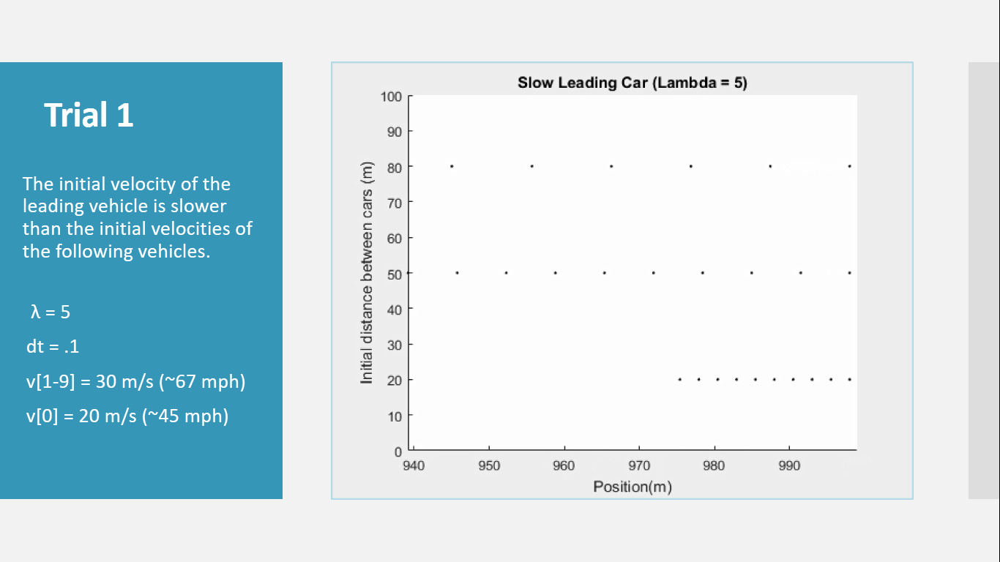 Trial 1
The initial velocity of the
leading vehicle is slower
than the initial velocities of
the following vehicles.
λ = 5
dt = .1
v[1-9] = 30 m/s (~67 mph)
v[0] = 20 m/s (~45 mph)
Slow Leading Car (Lambda = 5)
Initial distance between cars (m)
100
90
80
70
60
50
40
30
20
10
0
940 950 960 970 980 990
Position(m)